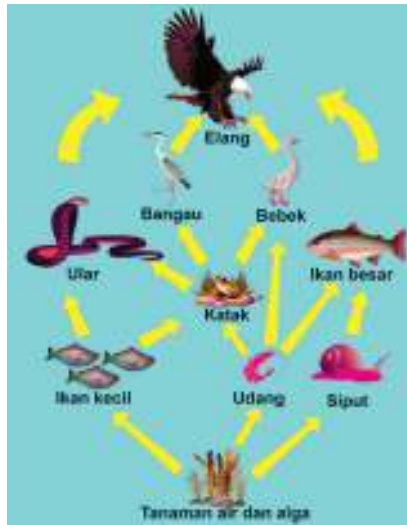 Elang
Bangau
Bebek
Ular
Ikan besar
Katak
Ikan kecil
Udang
Siput
Tanaman air dan alga